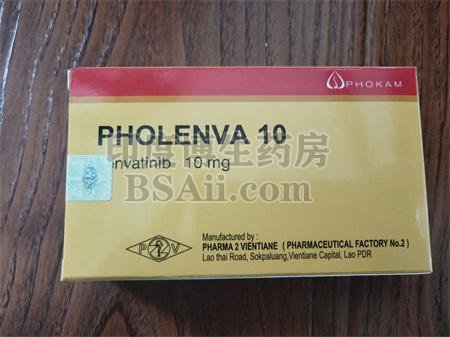 PHOKAM
PHOLENVA 10
envatinib 10 mg
印度博生药房
BSAii.com
Manufactured by :
PHARMA 2 VIENTIANE ( PHARMACEUTICAL FACTORY No.2 )
Lao thai Road, Sokpaluang,Vientiane Capital, Lao PDR
P V